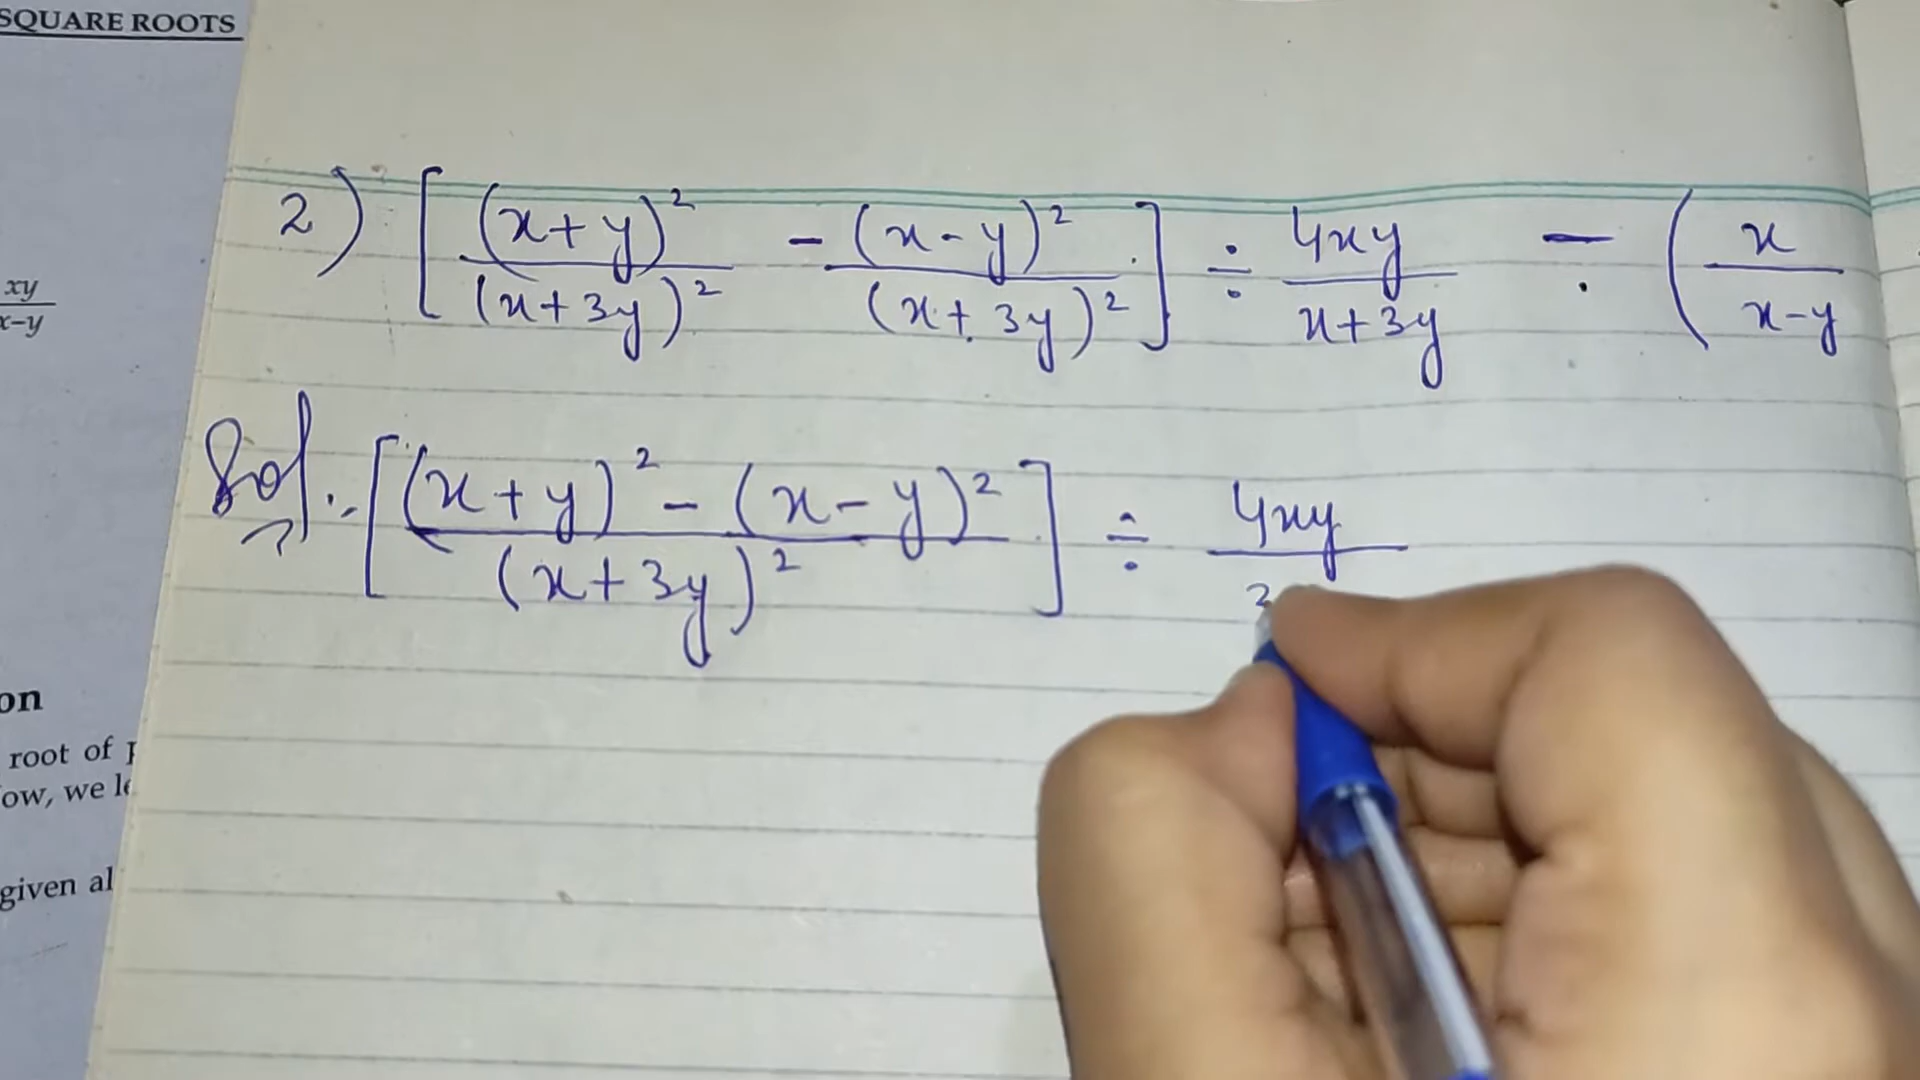 SQUARE ROOTS
xy
x−y
on
root of
ow, we
given al
2) [ (x+y)² / (x+3y)² - (x-y)² / (x+3y)² ] ÷ 4xy / x+3y ÷ ( x / x-y
Sol:- [ (x+y)² - (x-y)² / (x+3y)² ] ÷ 4xy